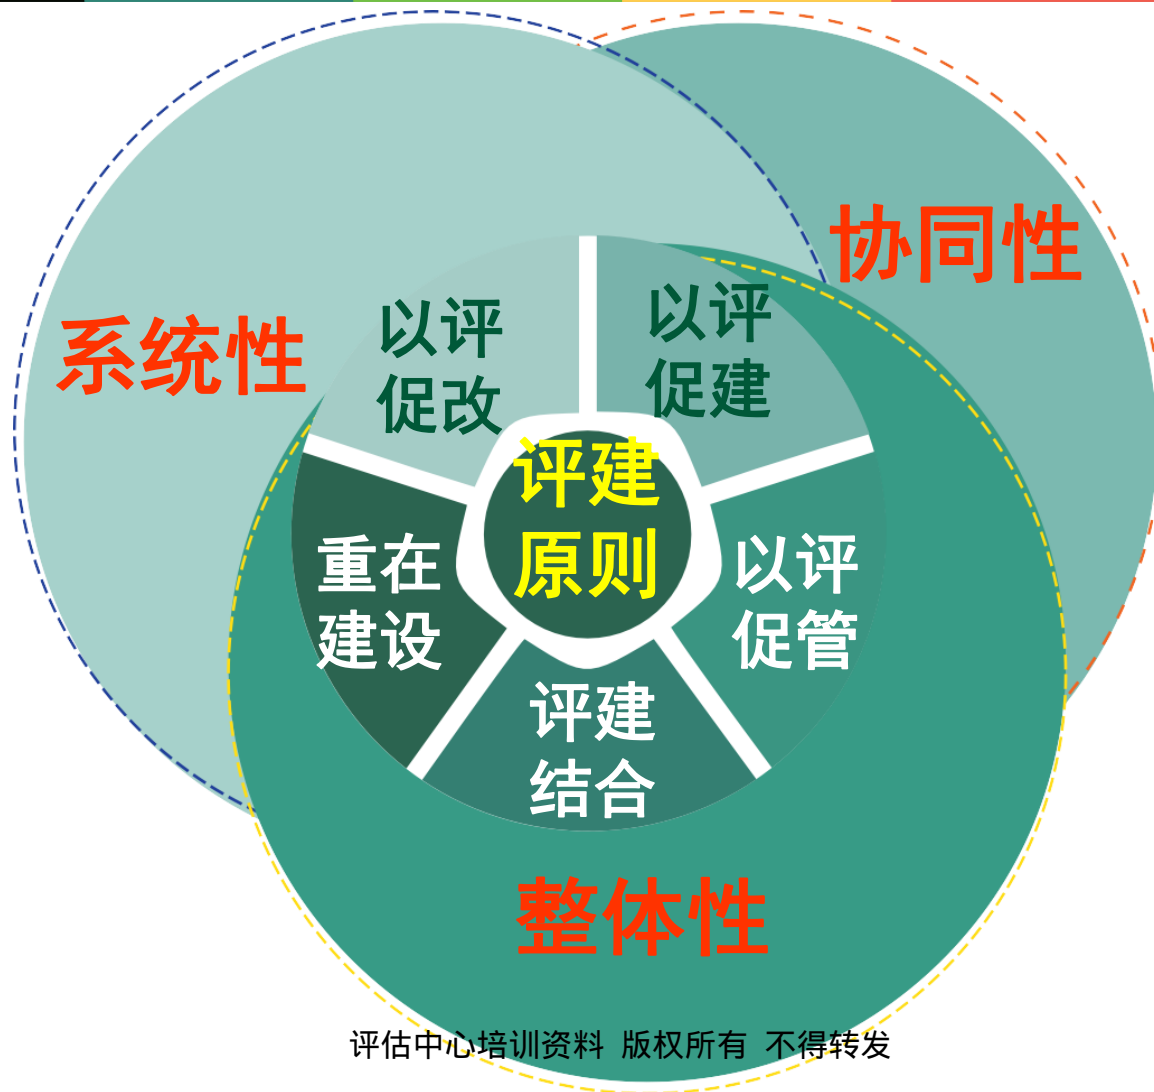 协同性
系统性
以评
促改
以评
促建
评建
原则
重在
建设
以评
促管
评建
结合
整体性
评估中心培训资料 版权所有 不得转发